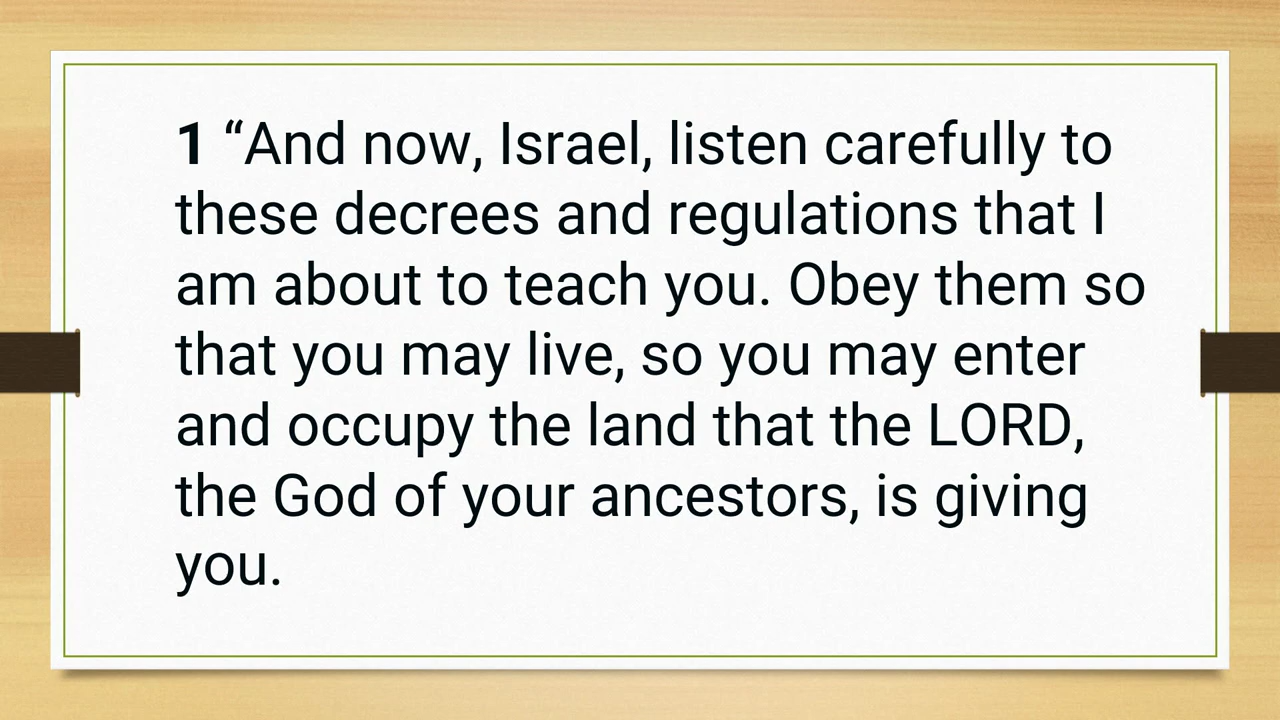 1 “And now, Israel, listen carefully to
these decrees and regulations that I
am about to teach you. Obey them so
that you may live, so you may enter
and occupy the land that the LORD,
the God of your ancestors, is giving
you.